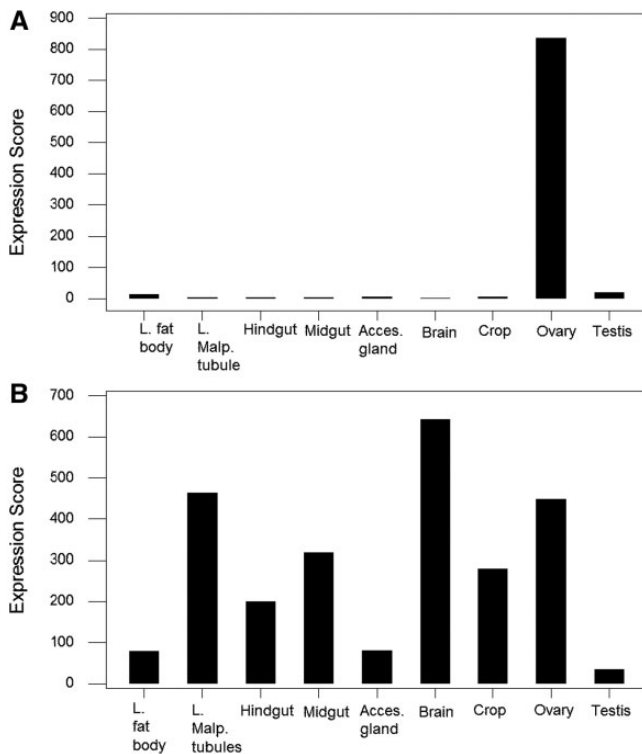 A
900
800
700
600
500
400
300
200
100
0
Expression Score
L. fat
body
L.
Malp.
tubule
Hindgut
Midgut
Acces.
gland
Brain
Crop
Ovary
Testis
B
700
600
500
400
300
200
100
0
Expression Score
L.
fat
body
L.
Malp.
tubules
Hindgut
Midgut
Acces.
gland
Brain
Crop
Ovary
Testis